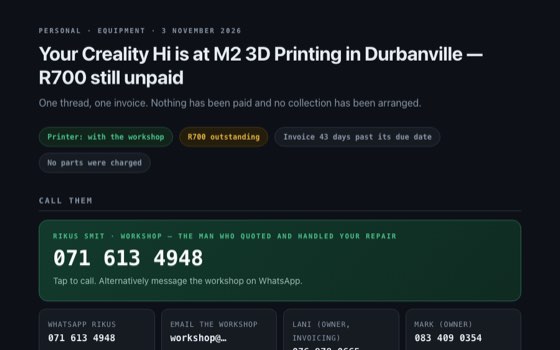 PERSONAL · EQUIPMENT · 3 NOVEMBER 2026
Your Creality Hi is at M2 3D Printing in Durbanville —
R700 still unpaid
One thread, one invoice. Nothing has been paid and no collection has been arranged.
Printer: with the workshop
R700 outstanding
Invoice 43 days past its due date
No parts were charged
CALL THEM
RIKUS SMIT · WORKSHOP — THE MAN WHO QUOTED AND HANDLED YOUR REPAIR
071 613 4948
Tap to call. Alternatively message the workshop on WhatsApp.
WHATSAPP RIKUS
071 613 4948
EMAIL THE WORKSHOP
workshop@…
LANI (OWNER,
INVOICING)
MARK (OWNER)
083 409 0354